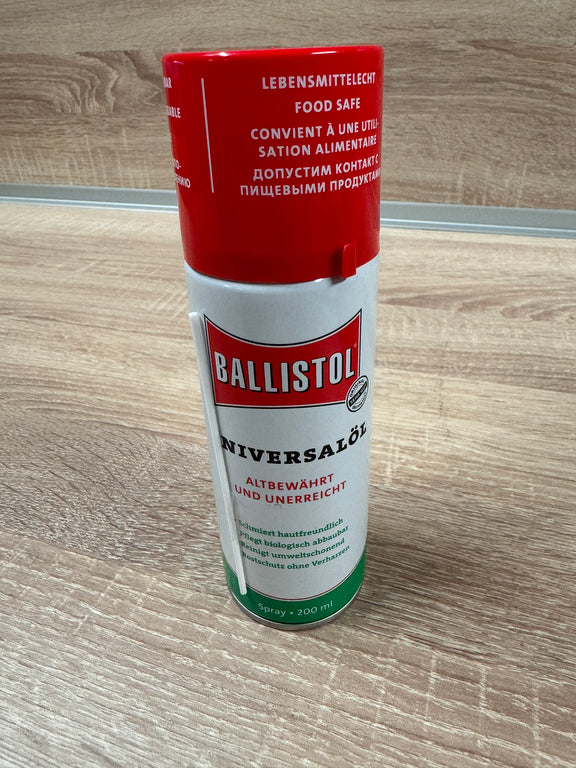 LEBENSMITTELECHT
FOOD SAFE
CONVIENT À UNE UTILI-
SATION ALIMENTAIRE
ДОПУСТИМ КОНТАКТ С
ПИЩЕВЫМИ ПРОДУКТАМИ
BALLISTOL
NIVERSALÖL
ALTBEWÄHRT
UND UNERREICHT
Schmiert hautfreundlich
Pflegt biologisch abbaubar
Reinigt umweltschonend
Rostschutz ohne Verharzen
Spray • 200 ml